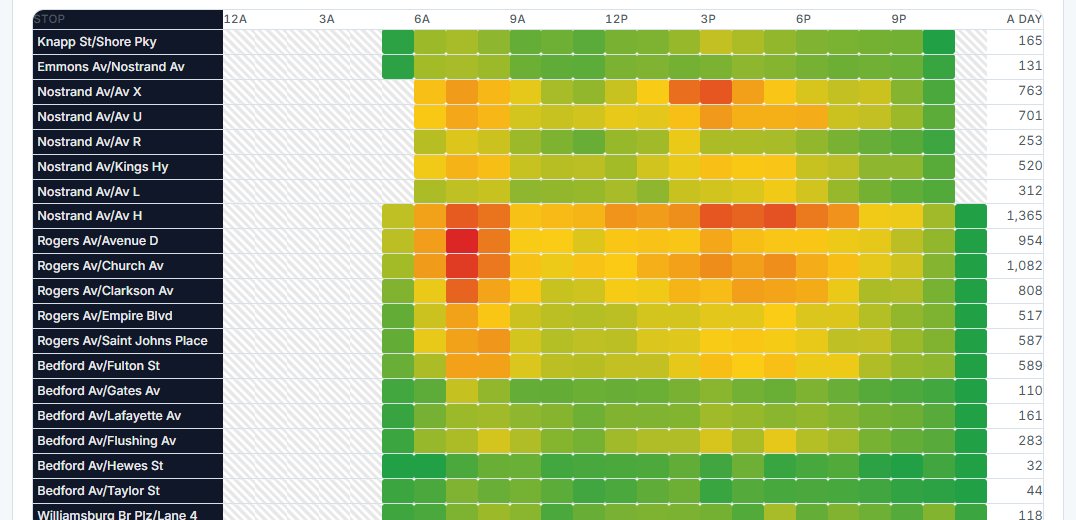 STOP 12A 3A 6A 9A 12P 3P 6P 9P A DAY
Knapp St/Shore Pky 165
Emmons Av/Nostrand Av 131
Nostrand Av/Av X 763
Nostrand Av/Av U 701
Nostrand Av/Av R 253
Nostrand Av/Kings Hy 520
Nostrand Av/Av L 312
Nostrand Av/Av H 1,365
Rogers Av/Avenue D 954
Rogers Av/Church Av 1,082
Rogers Av/Clarkson Av 808
Rogers Av/Empire Blvd 517
Rogers Av/Saint Johns Place 587
Bedford Av/Fulton St 589
Bedford Av/Gates Av 110
Bedford Av/Lafayette Av 161
Bedford Av/Flushing Av 283
Bedford Av/Hewes St 32
Bedford Av/Taylor St 44
Williamsburg Br Plz/Lane 4 118